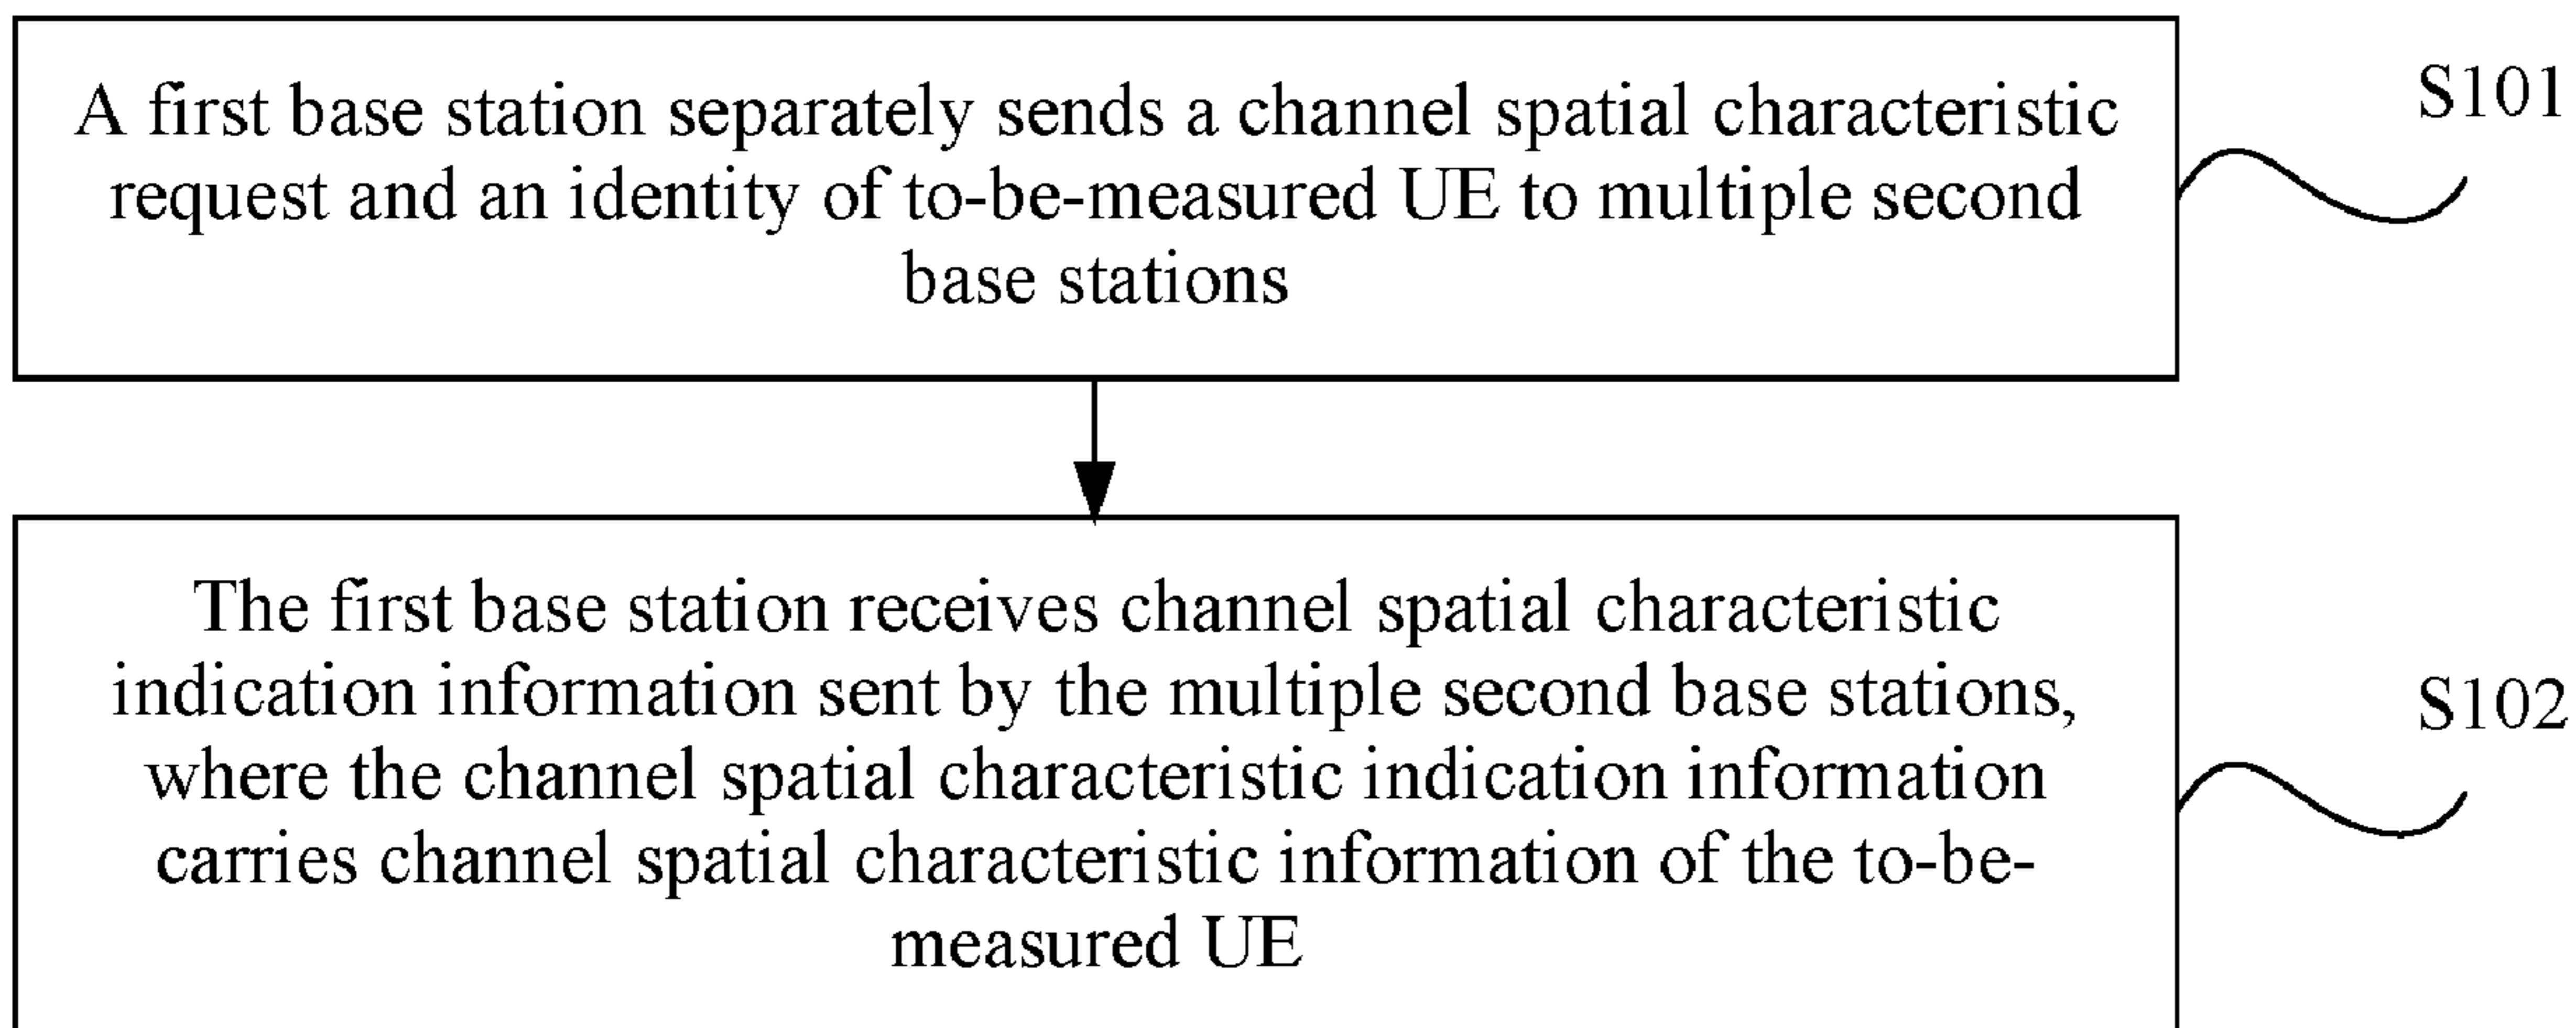 A first base station separately sends a channel spatial characteristic
request and an identity of to-be-measured UE to multiple second
base stations
S101
The first base station receives channel spatial characteristic
indication information sent by the multiple second base stations,
where the channel spatial characteristic indication information
carries channel spatial characteristic information of the to-be-
measured UE
S102